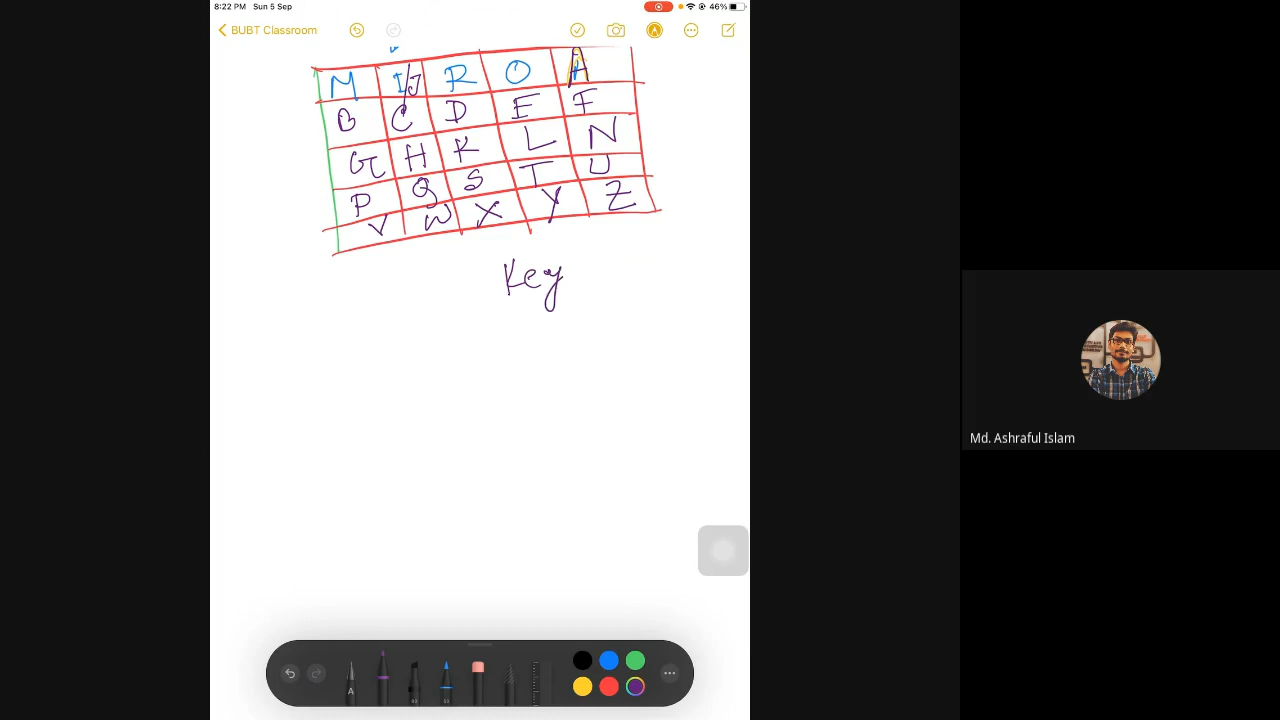 8:22 PM Sun 5 Sep 46%
BUBT Classroom
M I/J R O A
B C D E F
G H K L N
P Q S T U
V W X Y Z
Key
Md. Ashraful Islam
A